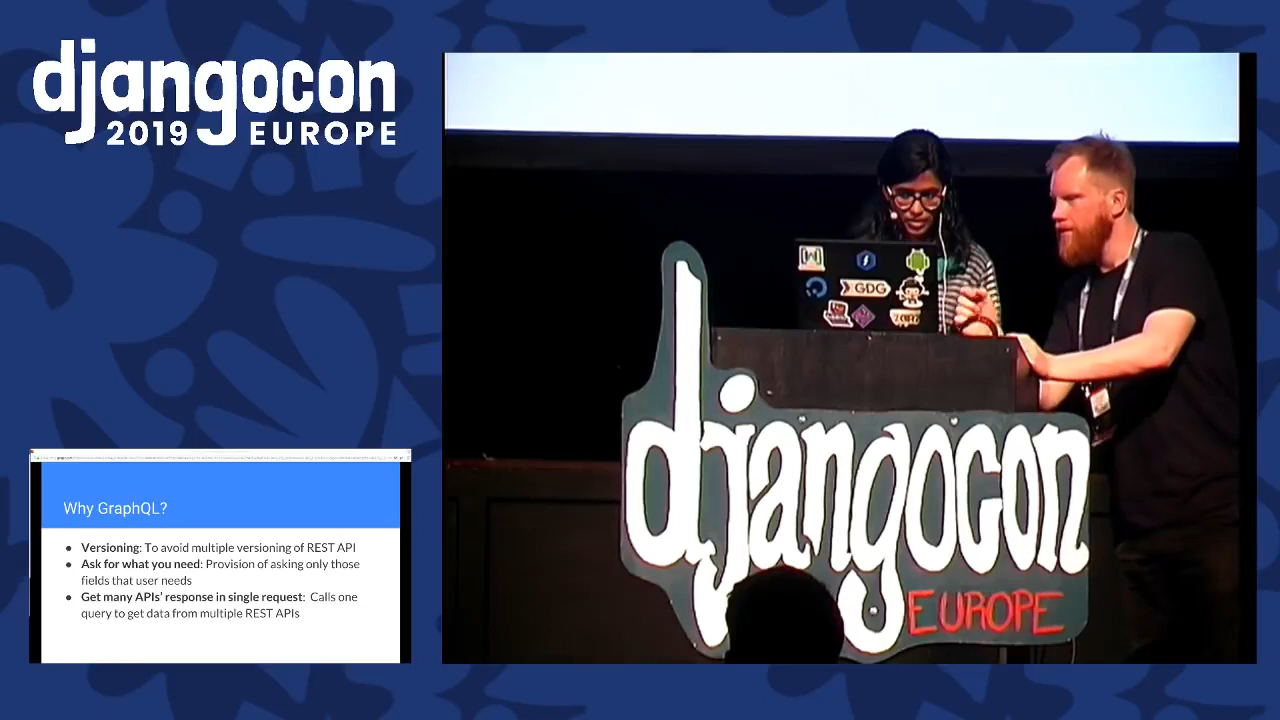 djangocon
2019 EUROPE
Why GraphQL?
● Versioning: To avoid multiple versioning of REST API
● Ask for what you need: Provision of asking only those
fields that user needs
● Get many APIs' response in single request: Calls one
query to get data from multiple REST APIs
GDG
djangocon
EUROPE